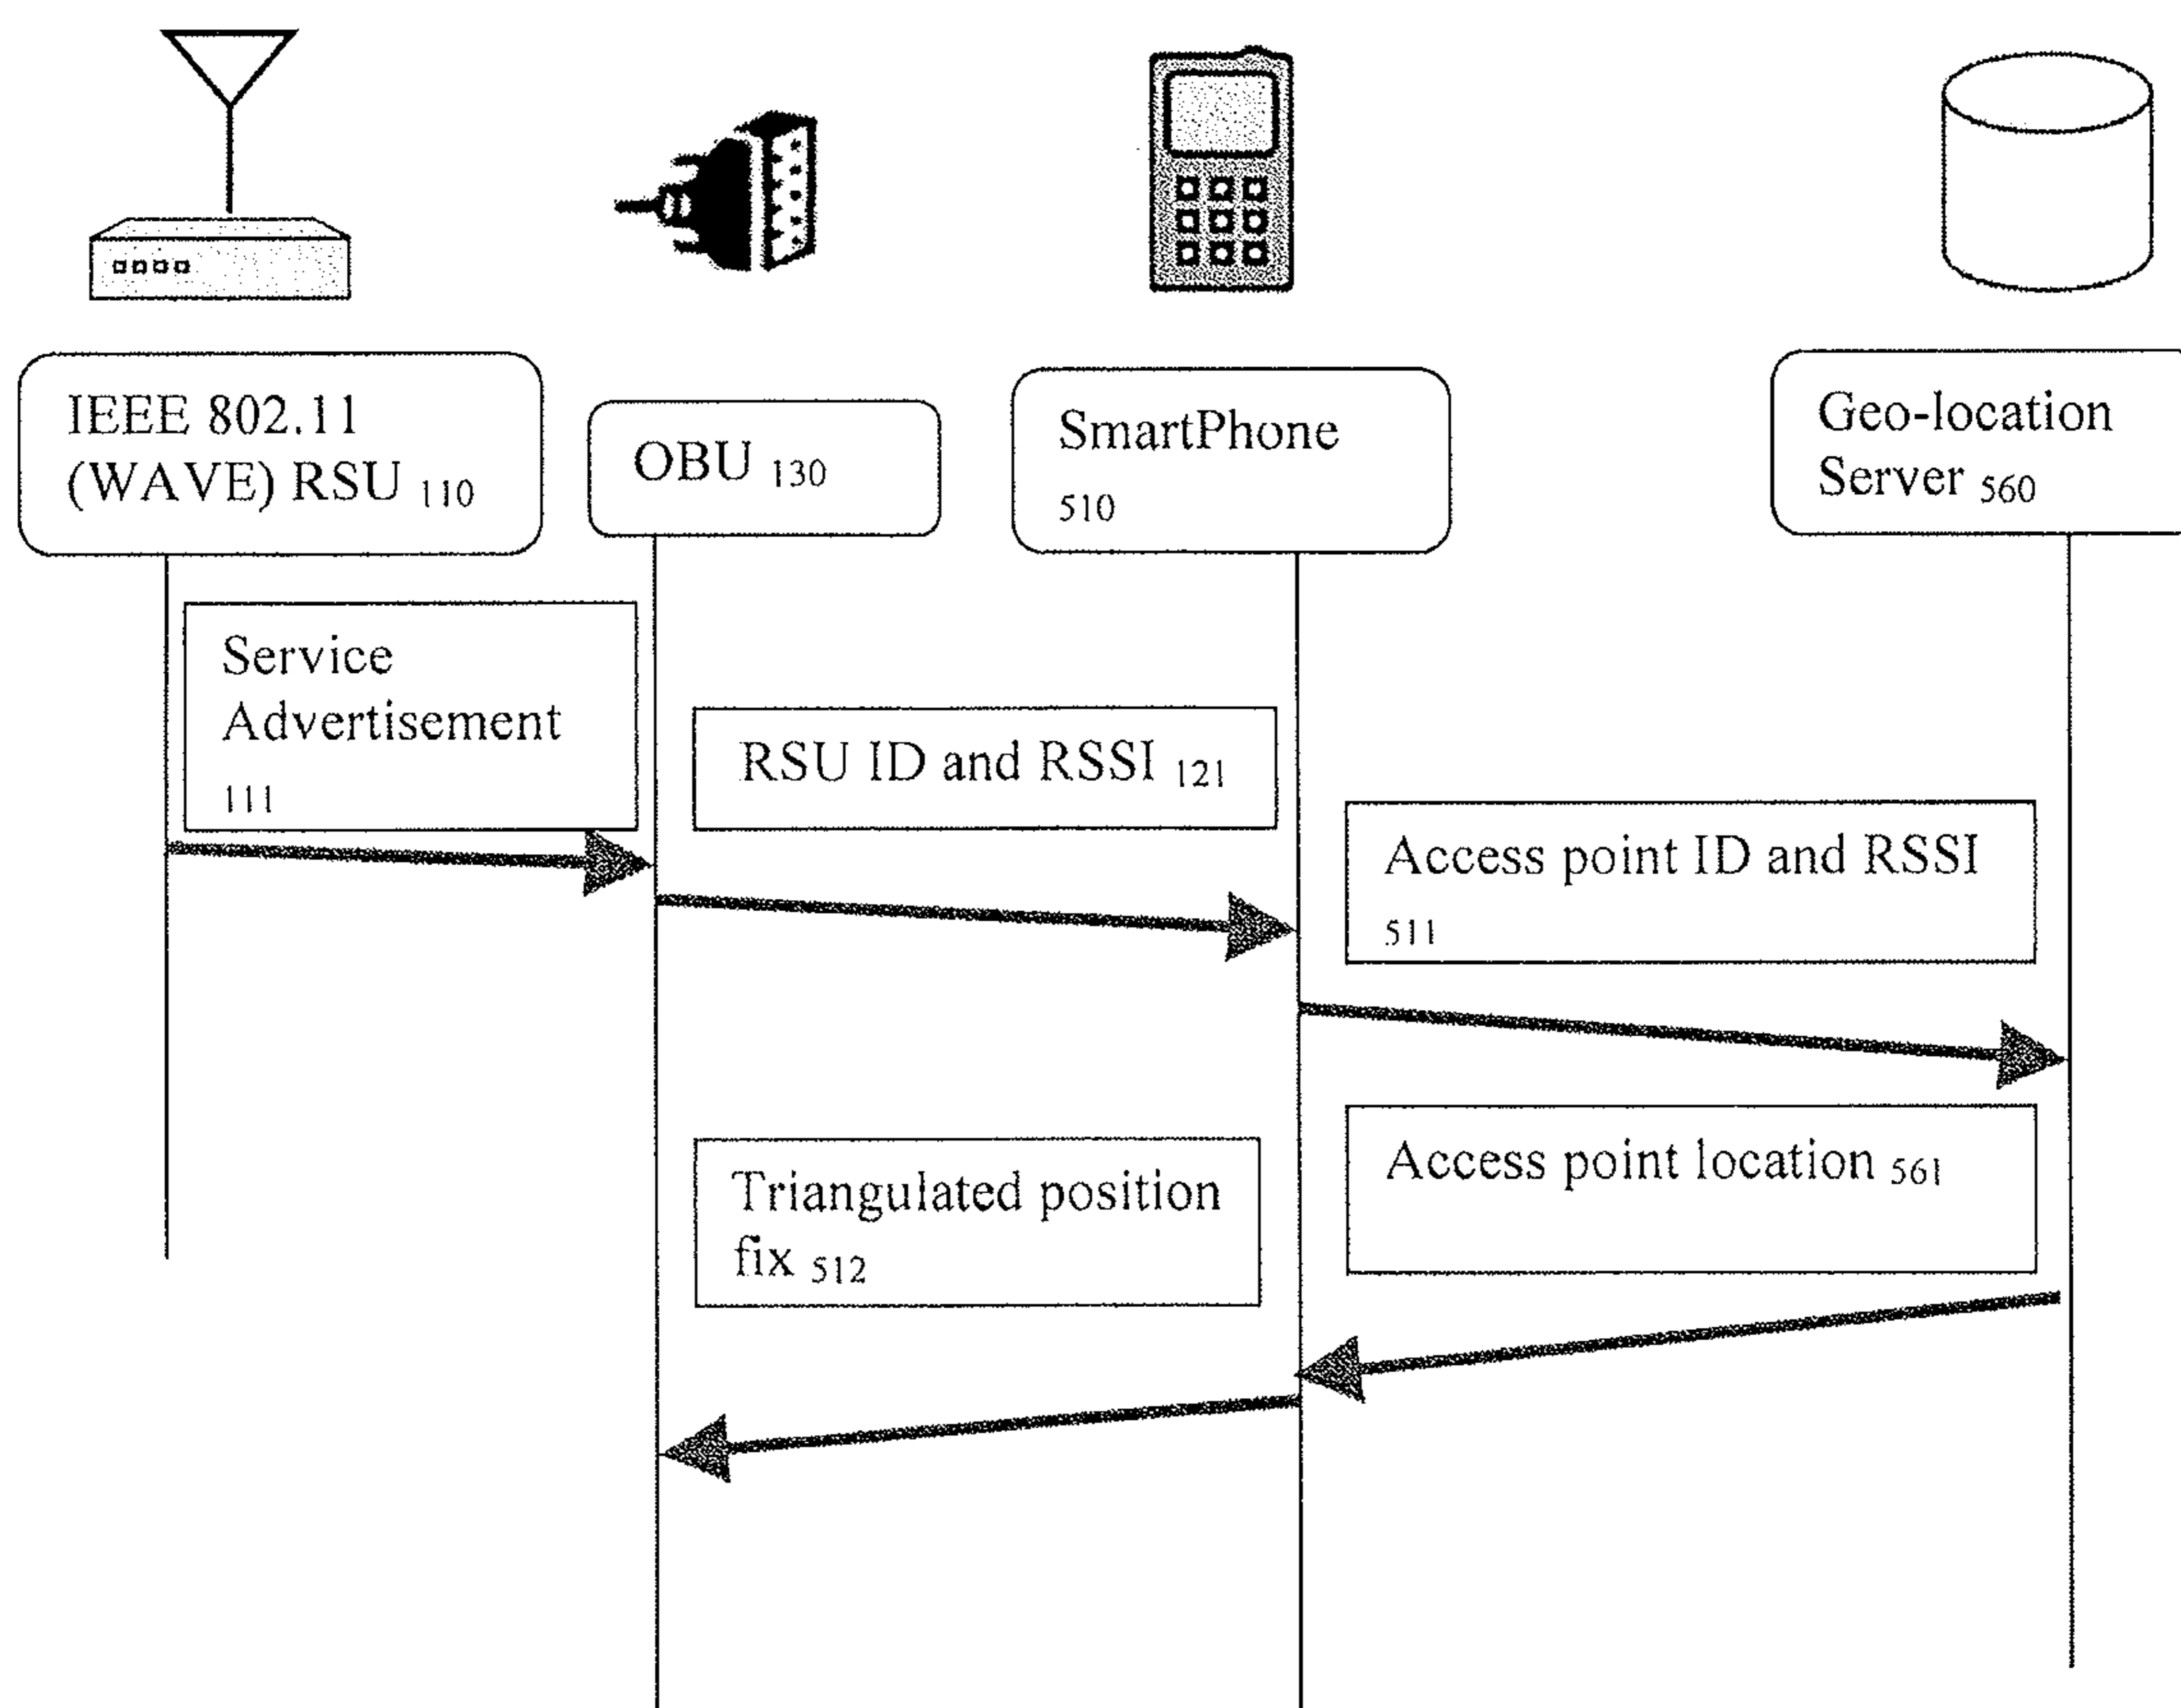 IEEE 802.11
(WAVE) RSU 110
OBU 130
SmartPhone
510
Geo-location
Server 560
Service
Advertisement
111
RSU ID and RSSI 121
Access point ID and RSSI
511
Access point location 561
Triangulated position
fix 512